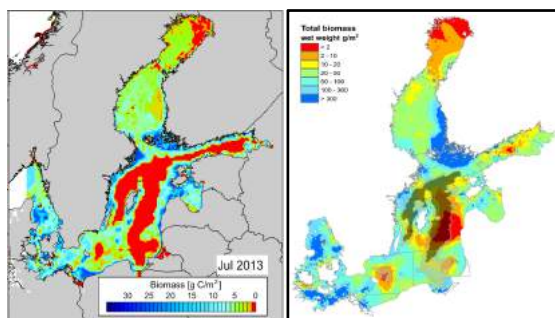 Jul 2013
Biomass [g C/m²]
35 30 25 20 15 10 5 0
Total biomass
wet weight g/m²
< 2
2 - 10
10 - 20
20 - 50
50 - 100
100 - 300
> 300